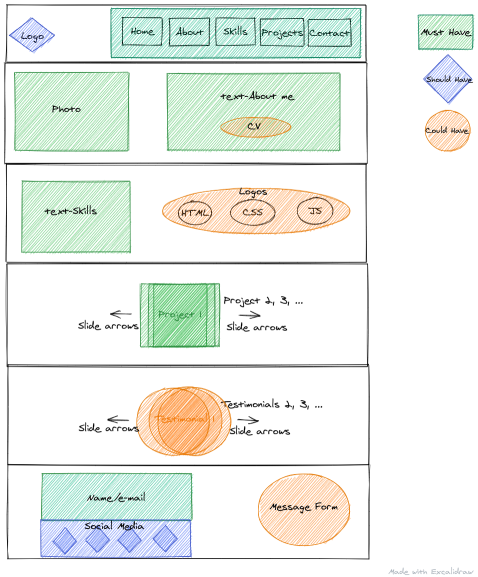 Logo
Home
About
Skills
Projects
Contact
Must Have
Should Have
Could Have
Photo
text-About me
CV
text-Skills
Logos
HTML
CSS
JS
Project 1
Project 2, 3, ...
Slide arrows
Slide arrows
Testimonial 1
Testimonials 2, 3, ...
Slide arrows
Slide arrows
Name/e-mail
Social Media
Message Form
Made with Excalidraw